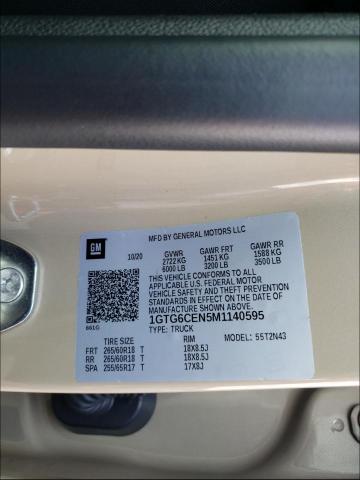 GM
MFD BY GENERAL MOTORS LLC
10/20 GVWR GAWR FRT GAWR RR
2722 KG 1451 KG 1588 KG
6000 LB 3200 LB 3500 LB
THIS VEHICLE CONFORMS TO ALL
APPLICABLE U.S. FEDERAL MOTOR
VEHICLE SAFETY AND THEFT PREVENTION
STANDARDS IN EFFECT ON THE DATE OF
MANUFACTURE SHOWN ABOVE.
1GTG6CEN5M1140595
861G TYPE: TRUCK
TIRE SIZE RIM MODEL: 55T2N43
FRT 265/60R18 T 18X8.5J
RR 265/60R18 T 18X8.5J
SPA 255/65R17 T 17X8J